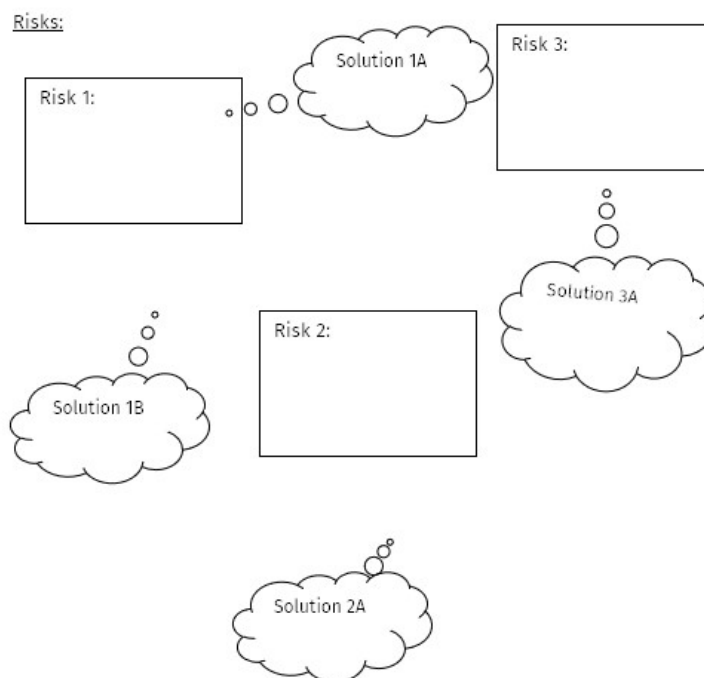 Risks:
Solution 1A
Risk 3:
Risk 1:
Solution 3A
Risk 2:
Solution 1B
Solution 2A